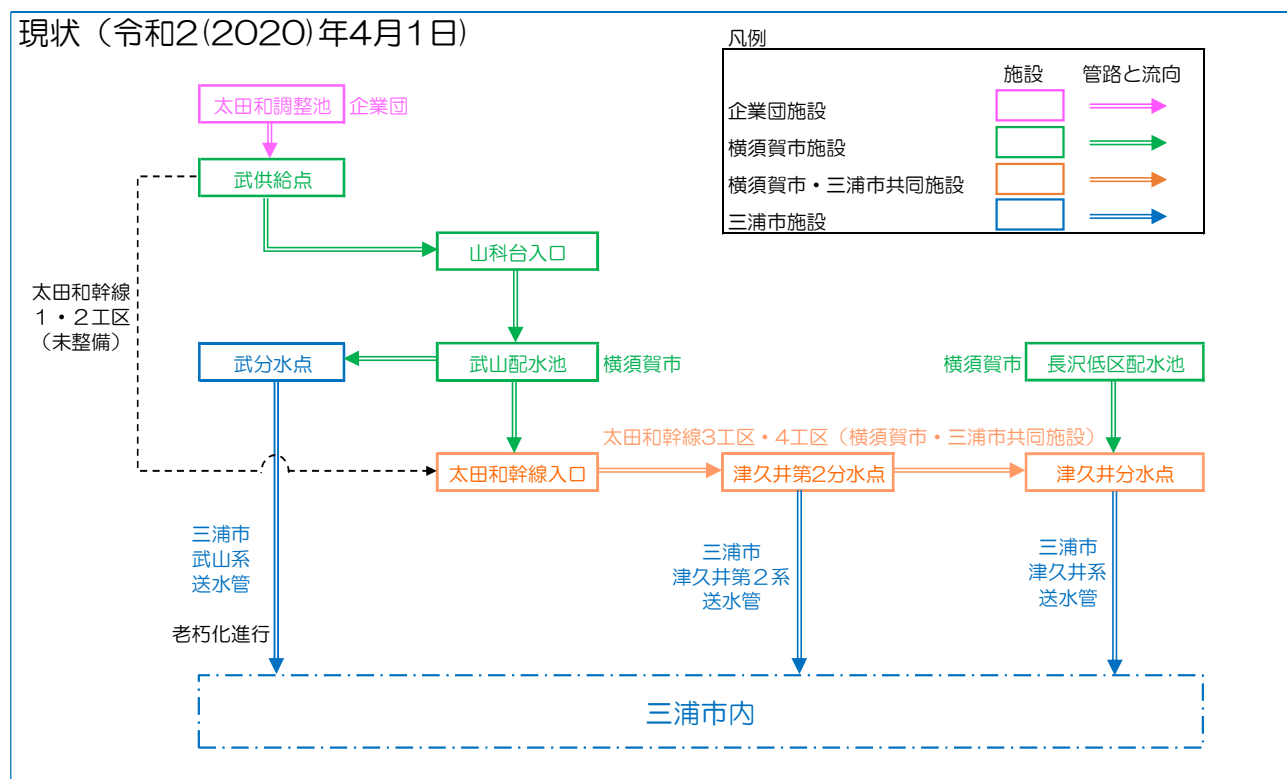 現状（令和2(2020)年4月1日)
凡例
施設
管路と流向
企業団施設
横須賀市施設
横須賀市・三浦市共同施設
三浦市施設
太田和調整池
企業団
武供給点
山科台入口
太田和幹線
１・２工区
（未整備）
武分水点
武山配水池
横須賀市
横須賀市
長沢低区配水池
太田和幹線3工区・4工区（横須賀市・三浦市共同施設）
太田和幹線入口
津久井第2分水点
津久井分水点
三浦市
武山系
送水管
三浦市
津久井第２系
送水管
三浦市
津久井系
送水管
老朽化進行
三浦市内